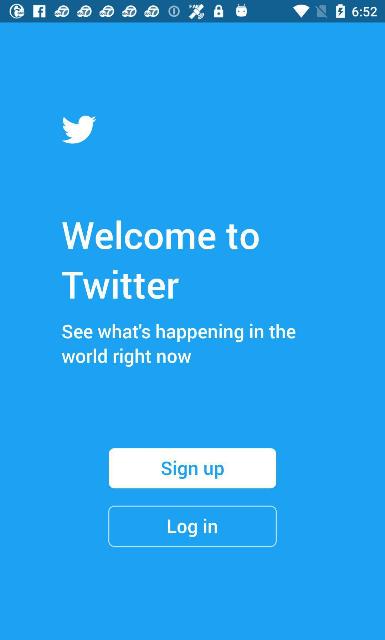 6:52
Welcome to
Twitter
See what's happening in the
world right now
Sign up
Log in